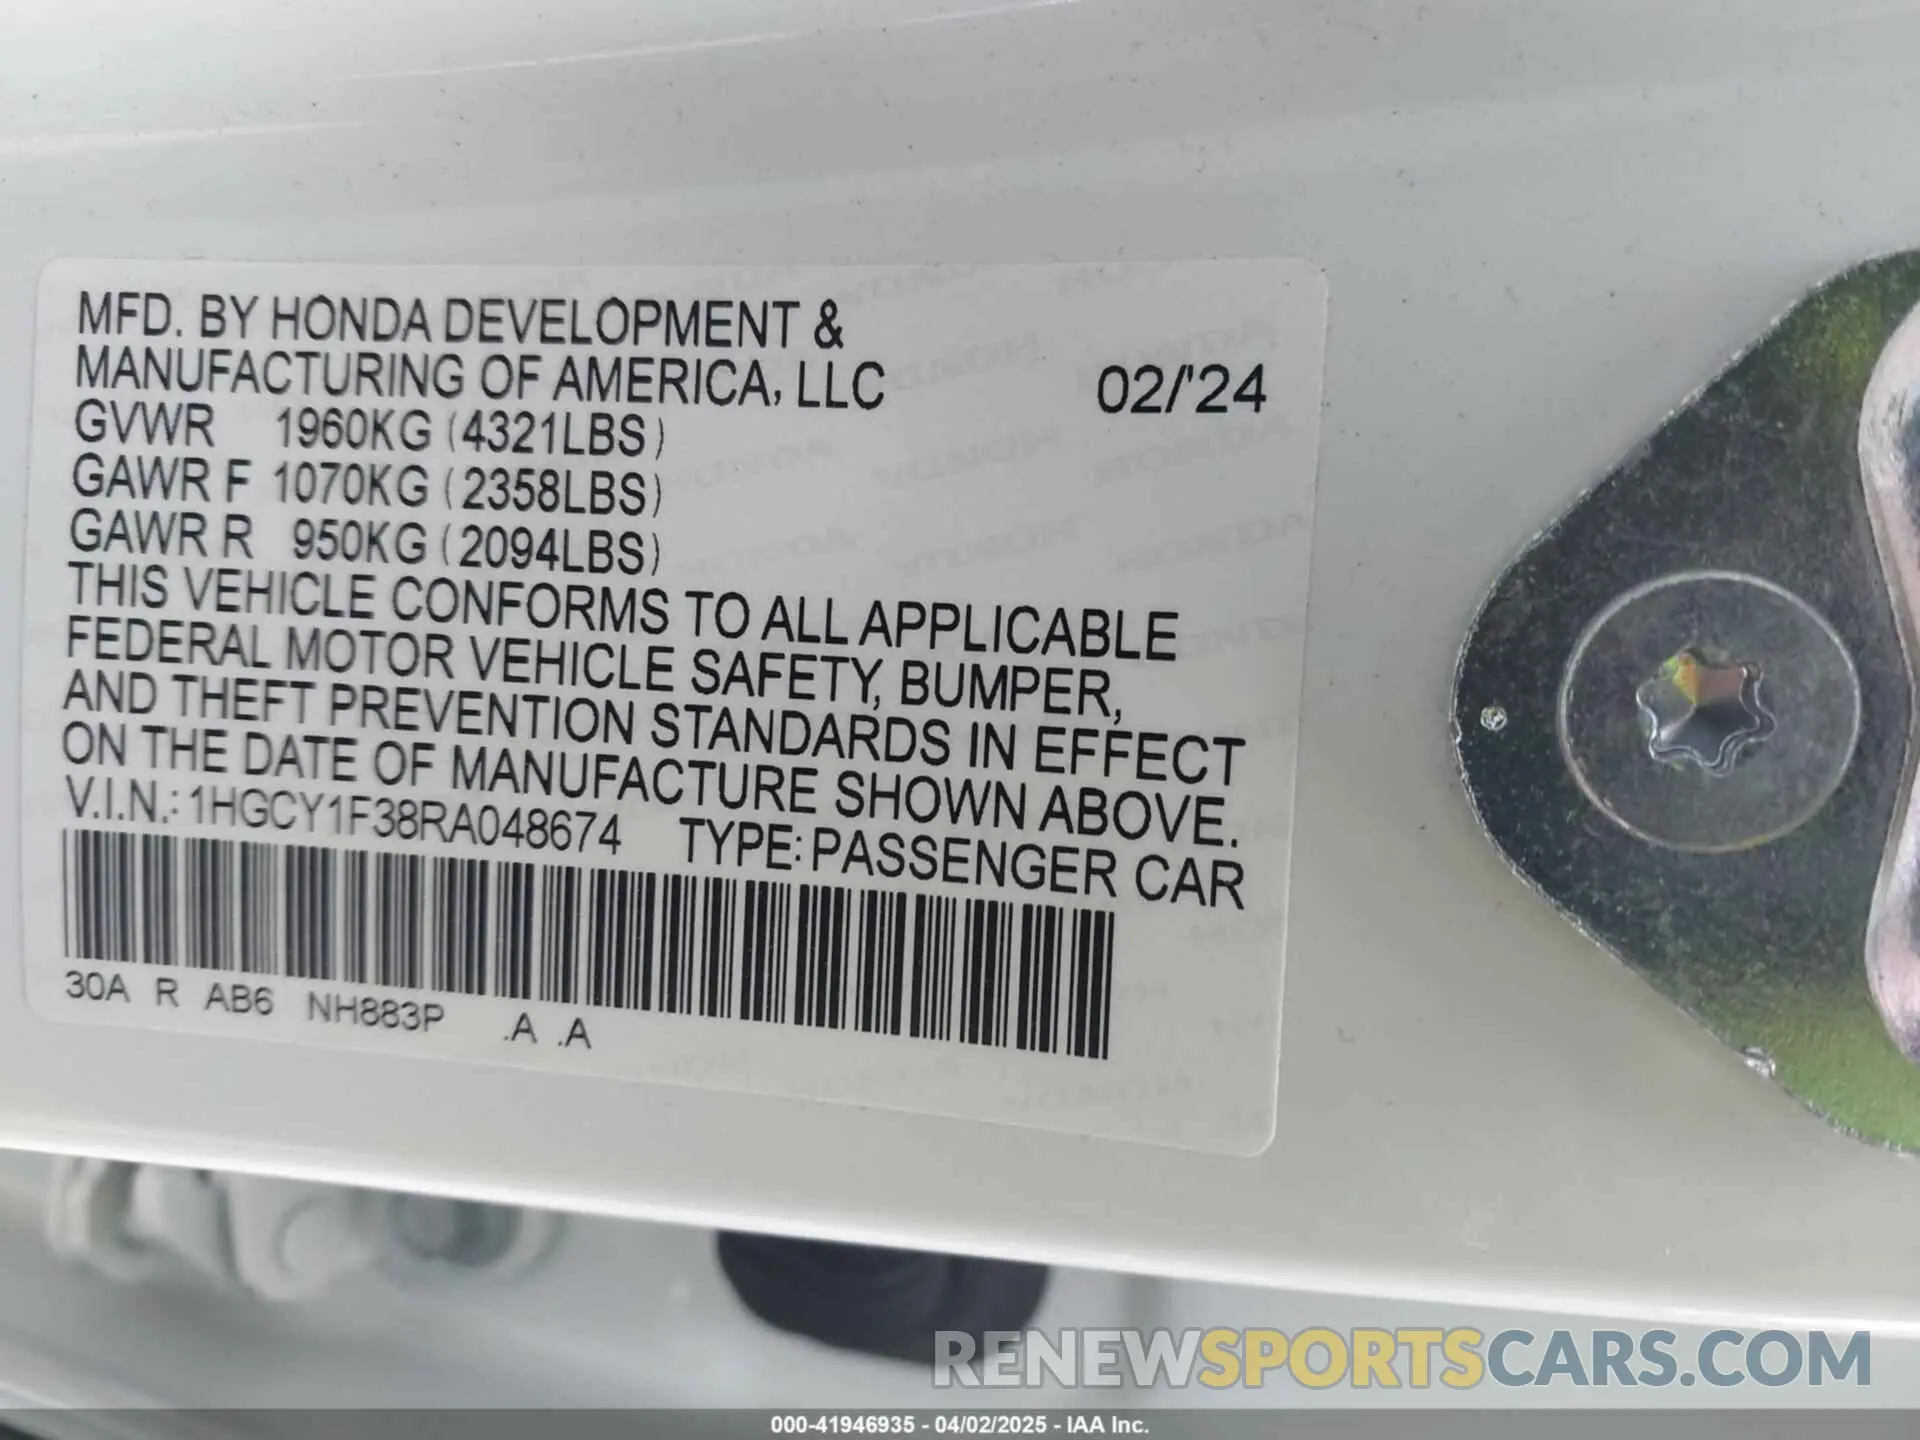 MFD. BY HONDA DEVELOPMENT &
MANUFACTURING OF AMERICA, LLC 02/'24
GVWR 1960KG (4321LBS)
GAWR F 1070KG (2358LBS)
GAWR R 950KG (2094LBS)
THIS VEHICLE CONFORMS TO ALL APPLICABLE
FEDERAL MOTOR VEHICLE SAFETY, BUMPER,
AND THEFT PREVENTION STANDARDS IN EFFECT
ON THE DATE OF MANUFACTURE SHOWN ABOVE.
V.I.N.: 1HGCY1F38RA048674 TYPE: PASSENGER CAR
30A R AB6 NH883P .A .A
RENEWSPORTSCARS.COM
000-41946935 - 04/02/2025 - IAA Inc.